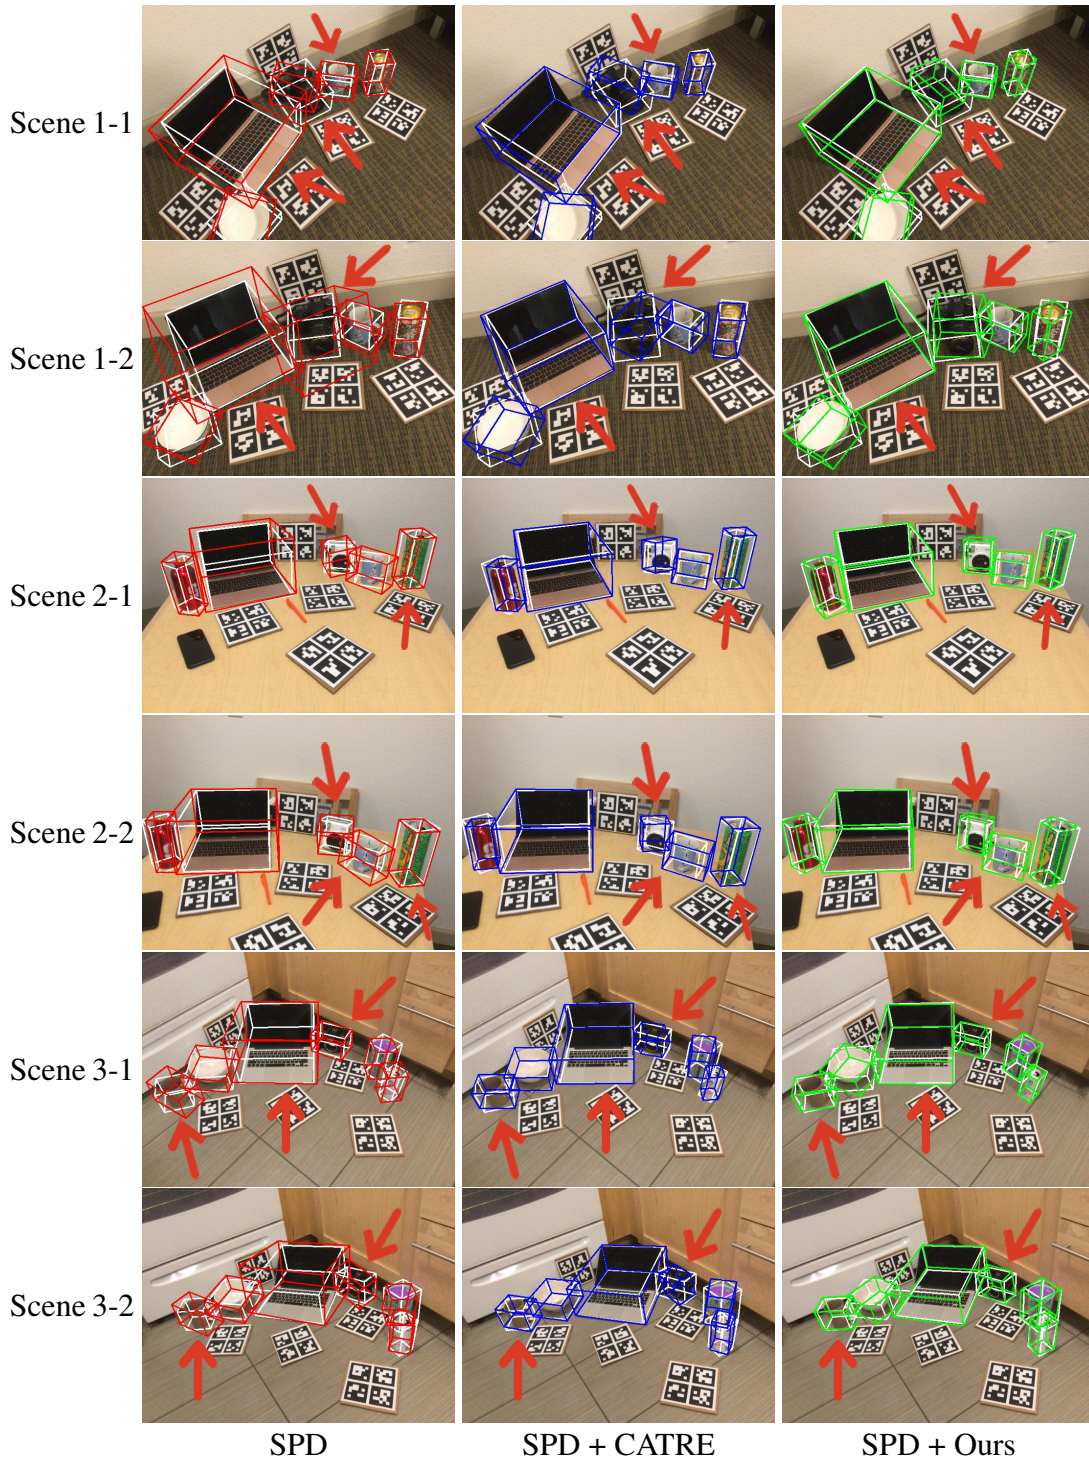 Scene 1-1
Scene 1-2
Scene 2-1
Scene 2-2
Scene 3-1
Scene 3-2
SPD
SPD + CATRE
SPD + Ours